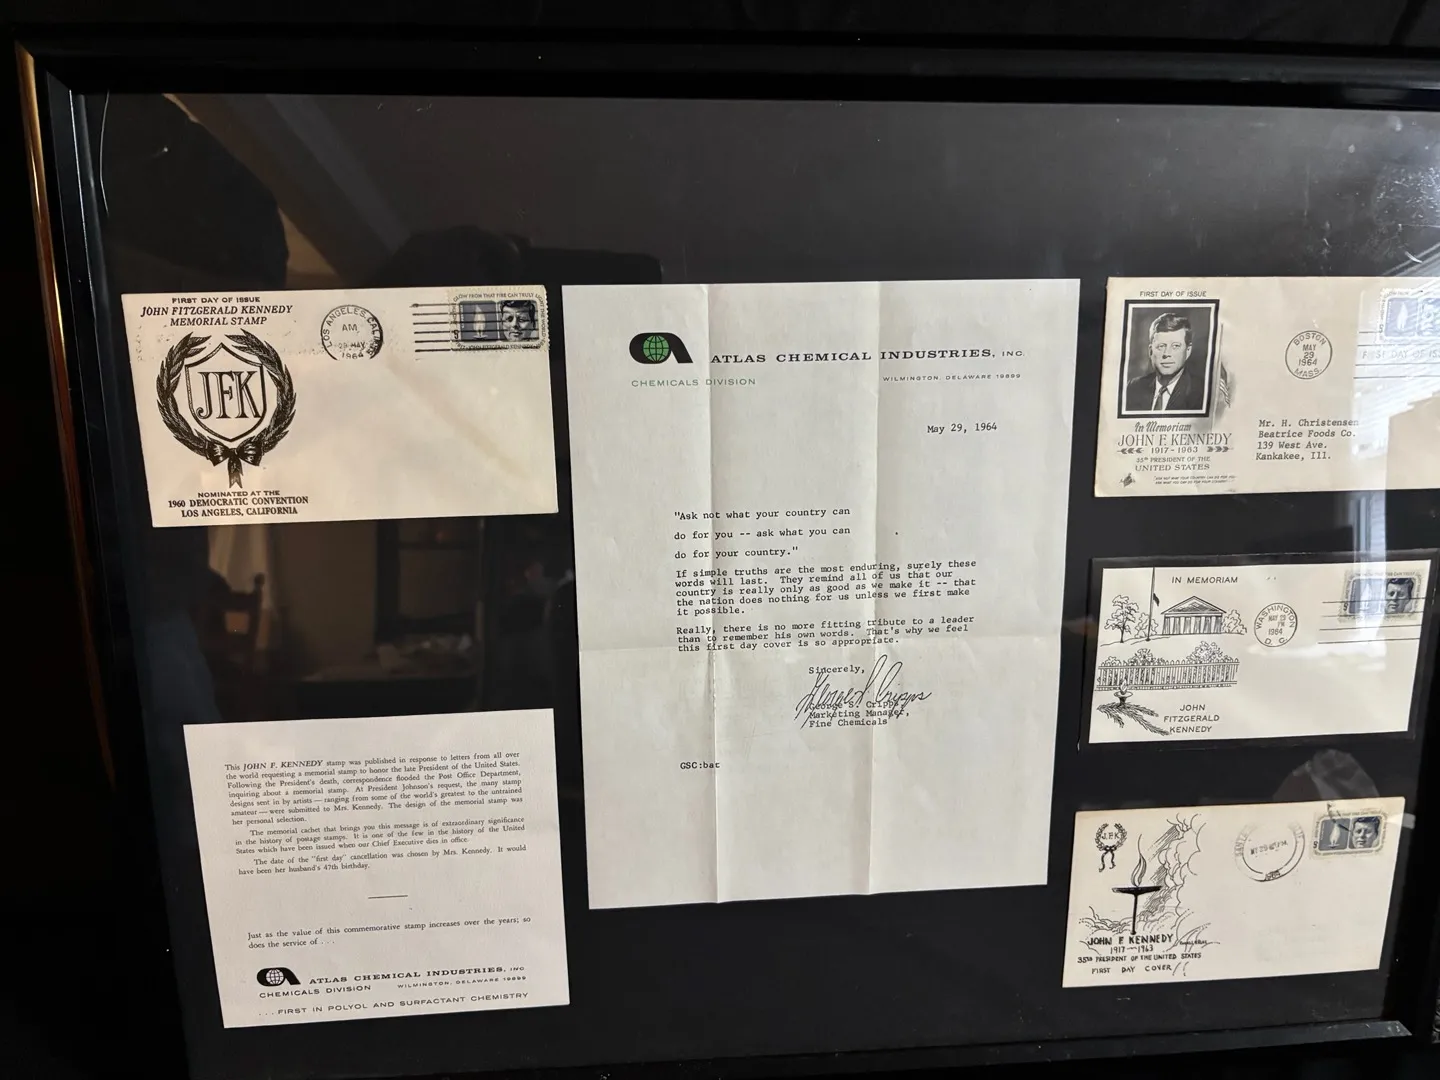 FIRST DAY OF ISSUE
JOHN FITZGERALD KENNEDY
MEMORIAL STAMP
JFK
NOMINATED AT THE
1960 DEMOCRATIC CONVENTION
LOS ANGELES, CALIFORNIA
LOS ANGELES, CALIF
AM
29 MAY
1964
GLOW FROM THAT FIRE CAN TRULY
This JOHN F. KENNEDY stamp was published in response to letters from all over
the world requesting a memorial stamp to honor the late President of the United States.
Following the President's death, correspondence flooded the Post Office Department,
inquiring about a memorial stamp. At President Johnson's request, the many stamp
designs sent in by artists — ranging from some of the world's greatest to the untrained
amateur — were submitted to Mrs. Kennedy. The design of the memorial stamp was
her personal selection.
The memorial cachet that brings you this message is of extraordinary significance
in the history of postage stamps. It is one of the few in the history of the United
States which have been issued when our Chief Executive dies in office.
The date of the "first day" cancellation was chosen by Mrs. Kennedy. It would
have been her husband's 47th birthday.
Just as the value of this commemorative stamp increases over the years; so
does the service of . . .
ATLAS CHEMICAL INDUSTRIES, INC
CHEMICALS DIVISION WILMINGTON, DELAWARE 19899
. . . FIRST IN POLYOL AND SURFACTANT CHEMISTRY
ATLAS CHEMICAL INDUSTRIES, INC.
CHEMICALS DIVISION WILMINGTON, DELAWARE 19899
May 29, 1964
"Ask not what your country can
do for you -- ask what you can
do for your country."
If simple truths are the most enduring, surely these
words will last. They remind all of us that our
country is really only as good as we make it -- that
the nation does nothing for us unless we first make
it possible.
Really, there is no more fitting tribute to a leader
than to remember his own words. That's why we feel
this first day cover is so appropriate.
Sincerely,
George S. Cripps
George S. Cripps,
Marketing Manager,
Fine Chemicals
GSC:bat
FIRST DAY OF ISSUE
In Memoriam
JOHN F. KENNEDY
1917 - 1963
35th PRESIDENT OF THE
UNITED STATES
BOSTON
MAY
29
1964
MASS.
FIRST DAY OF IS
Mr. H. Christensen
Beatrice Foods Co.
139 West Ave.
Kankakee, Ill.
IN MEMORIAM
WASHINGTON
MAY 29
PM
1964
D. C.
JOHN
FITZGERALD
KENNEDY
JFK
JOHN F. KENNEDY
1917-1963
35th PRESIDENT OF THE UNITED STATES
FIRST DAY COVER